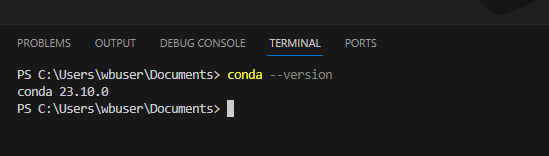 PROBLEMS OUTPUT DEBUG CONSOLE TERMINAL PORTS
PS C:\Users\wbuser\Documents> conda --version
conda 23.10.0
PS C:\Users\wbuser\Documents>